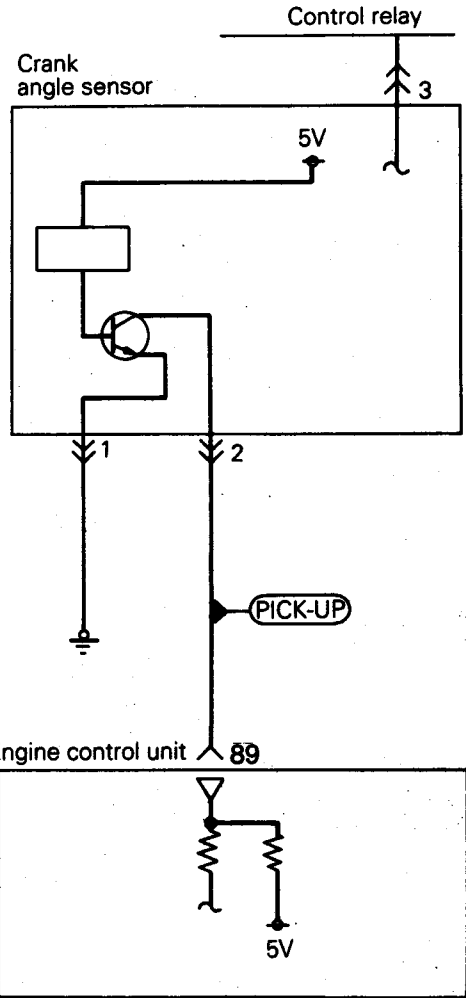 Control relay
Crank
angle sensor
3
5V
1
2
PICK-UP
ngine control unit 89
5V